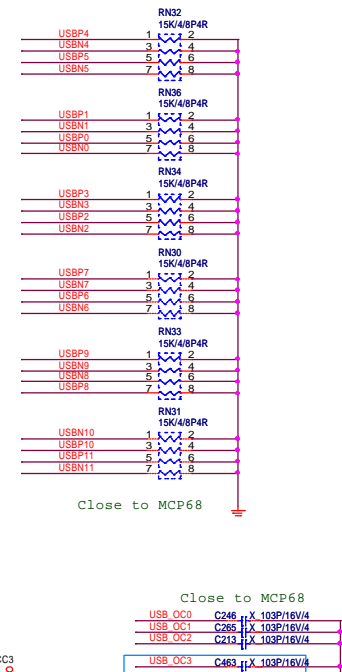 RN32
15K/4/8P4R
USBP4 1 2
USBN4 3 4
USBP5 5 6
USBN5 7 8
RN36
15K/4/8P4R
USBP1 1 2
USBN1 3 4
USBP0 5 6
USBN0 7 8
RN34
15K/4/8P4R
USBP3 1 2
USBN3 3 4
USBP2 5 6
USBN2 7 8
RN30
15K/4/8P4R
USBP7 1 2
USBN7 3 4
USBP6 5 6
USBN6 7 8
RN33
15K/4/8P4R
USBP9 1 2
USBN9 3 4
USBN8 5 6
USBP8 7 8
RN31
15K/4/8P4R
USBN10 1 2
USBP10 3 4
USBP11 5 6
USBN11 7 8
Close to MCP68
Close to MCP68
USB_OC0 C246 X_103P/16V/4
USB_OC1 C265 X_103P/16V/4
USB_OC2 C213 X_103P/16V/4
USB_OC3 C463 X_103P/16V/4
CC3